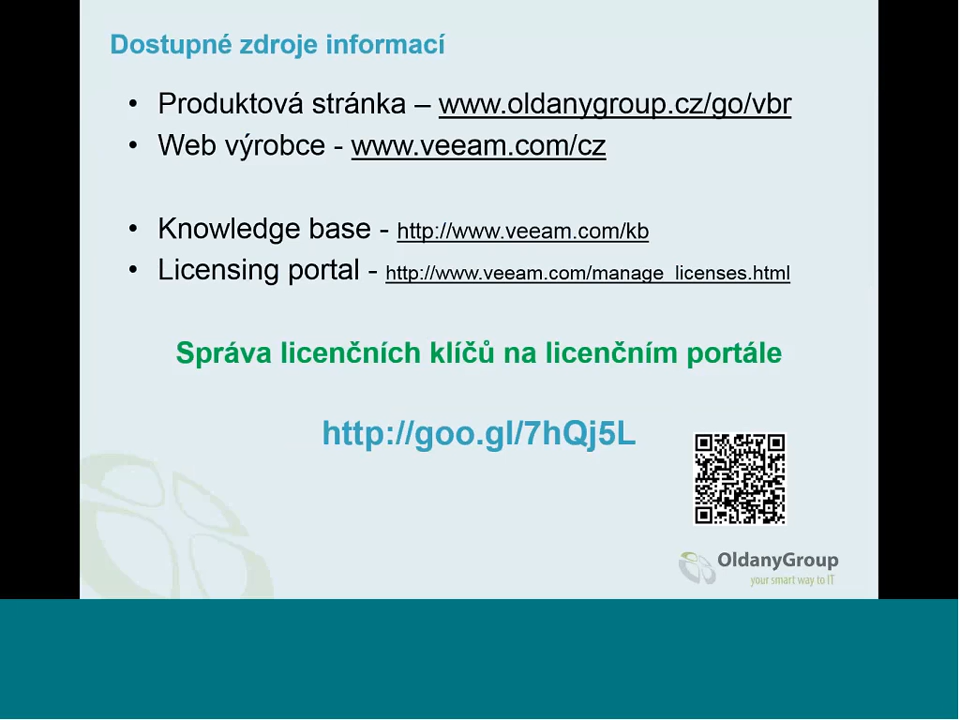 Dostupné zdroje informací
• Produktová stránka – www.oldanygroup.cz/go/vbr
• Web výrobce - www.veeam.com/cz
• Knowledge base - http://www.veeam.com/kb
• Licensing portal - http://www.veeam.com/manage_licenses.html
Správa licenčních klíčů na licenčním portále
http://goo.gl/7hQj5L
OldanyGroup
your smart way to IT